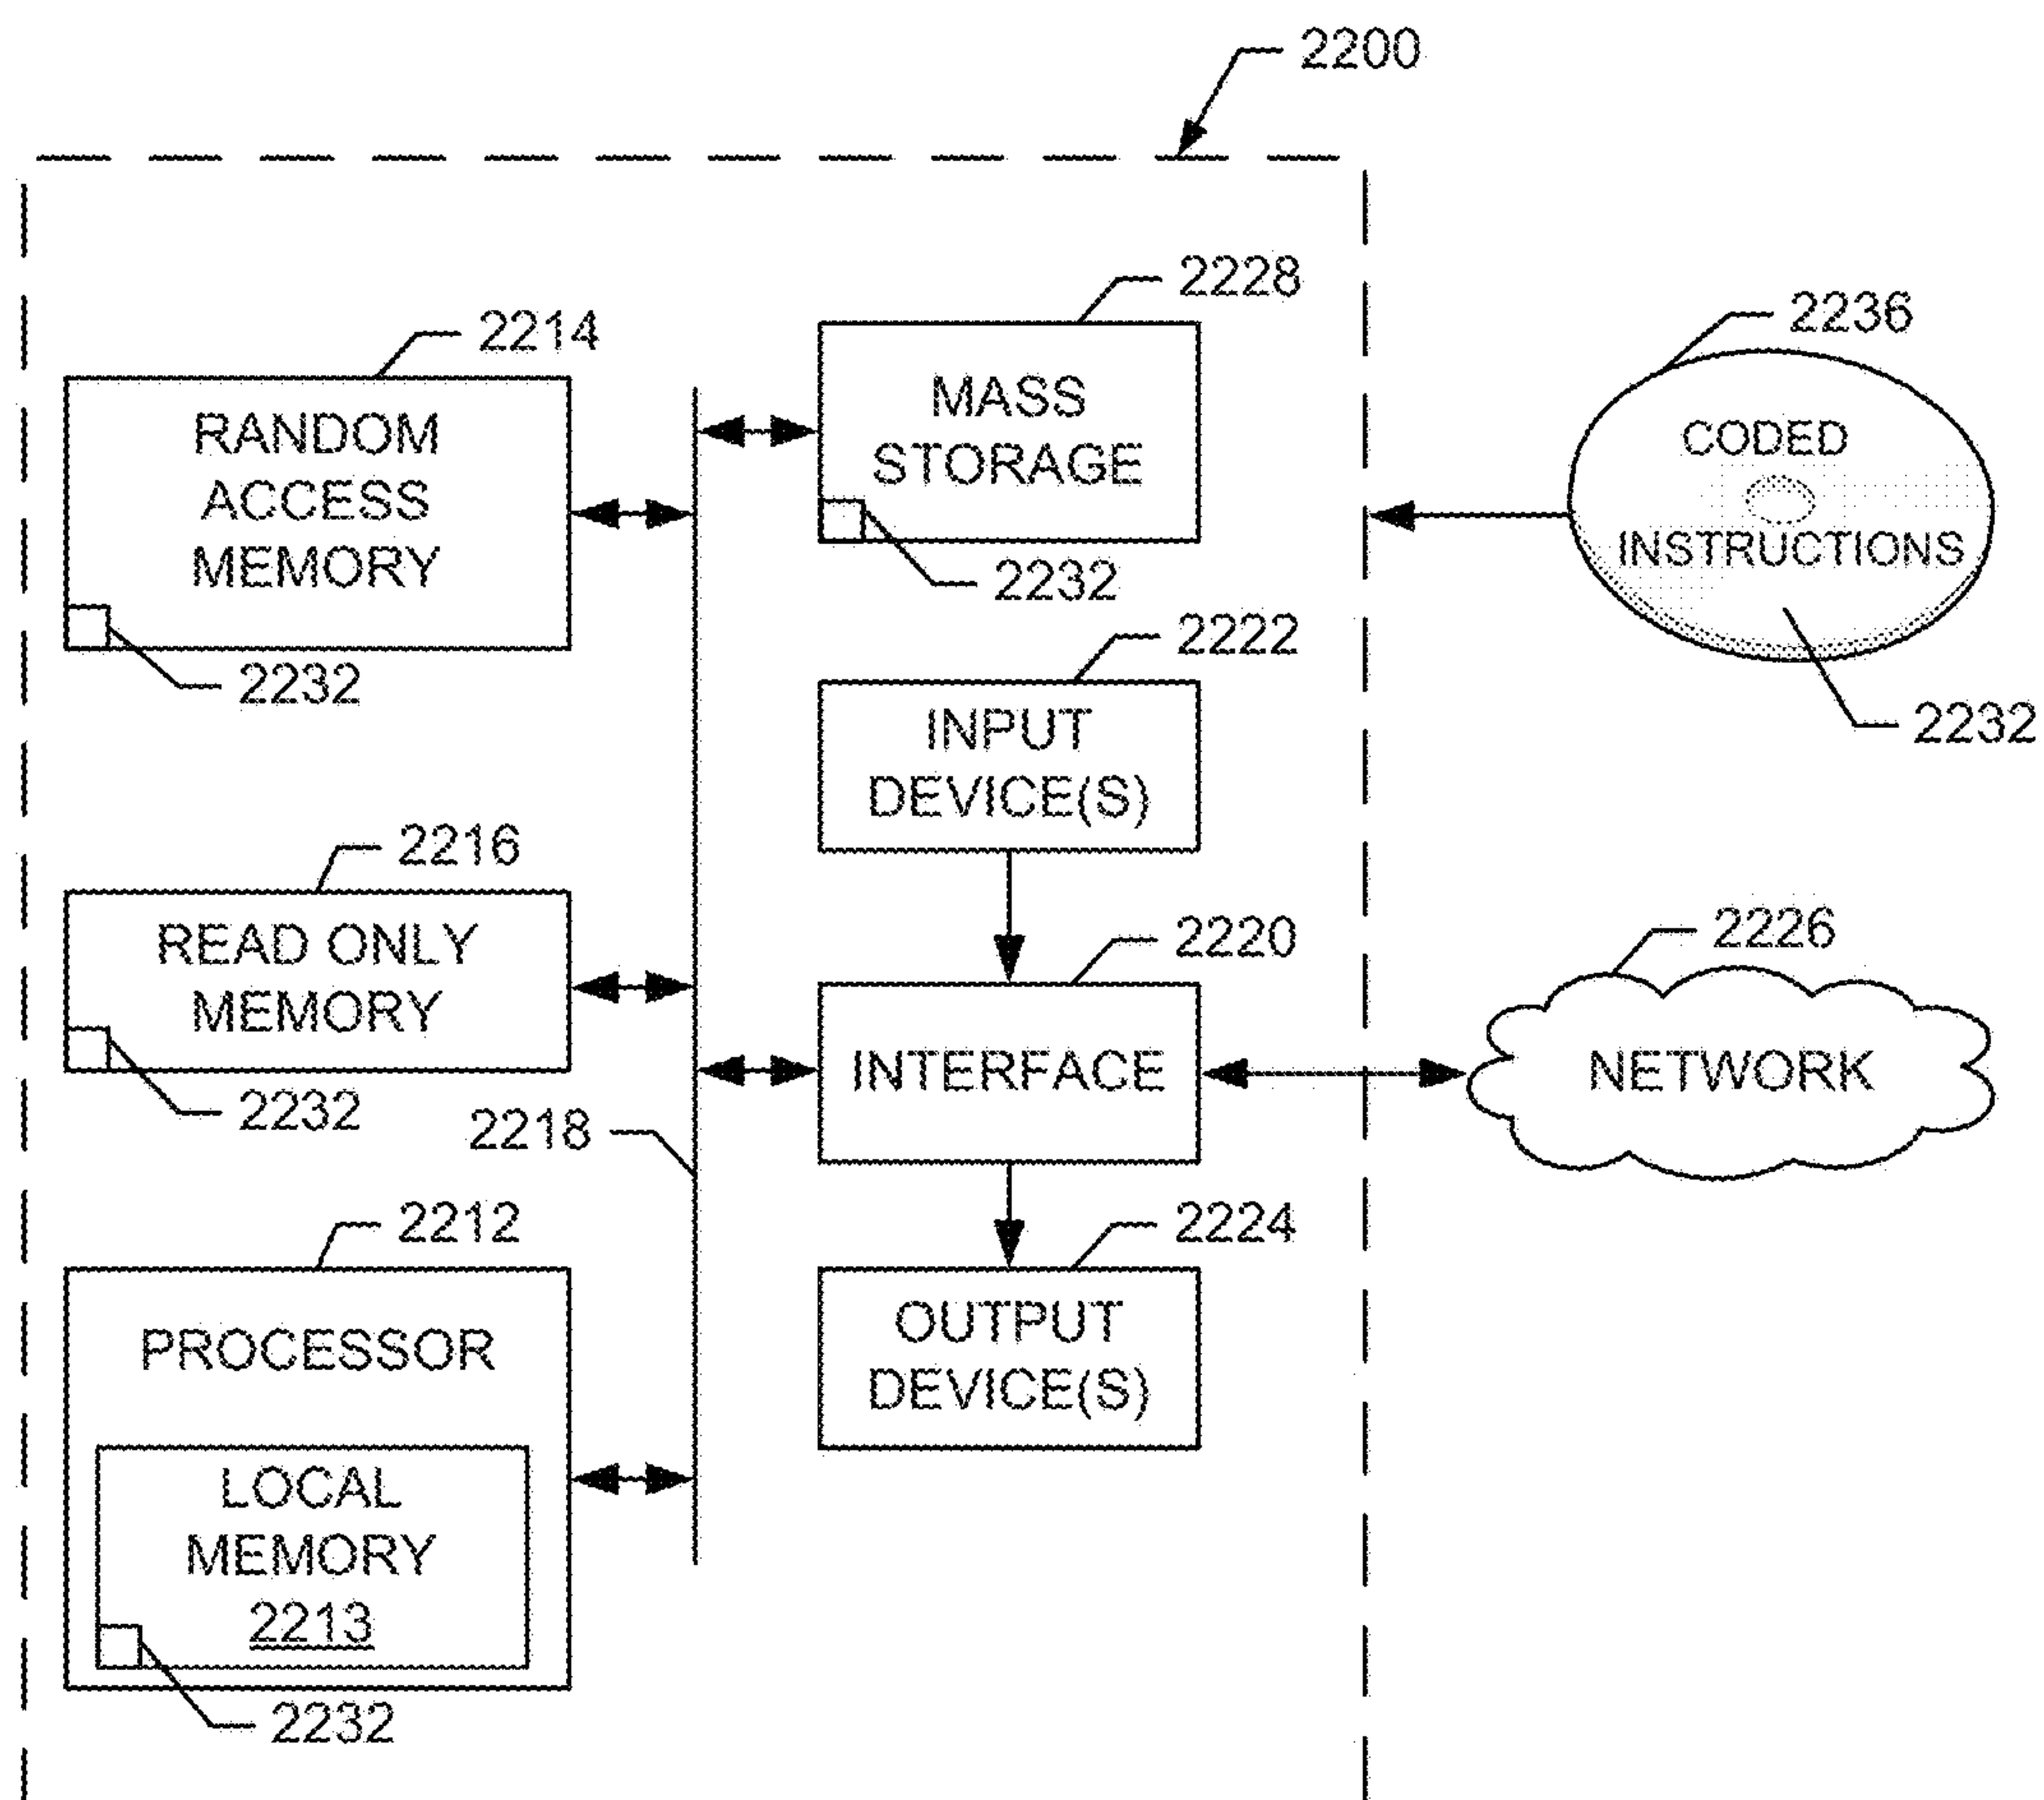 2200
2228
2236
2214
MASS
STORAGE
RANDOM
ACCESS
MEMORY
CODED
INSTRUCTIONS
2232
2232
2222
2232
INPUT
DEVICE(S)
2216
READ ONLY
MEMORY
2220
2226
INTERFACE
NETWORK
2232
2218
2212
2224
PROCESSOR
OUTPUT
DEVICE(S)
LOCAL
MEMORY
2213
2232